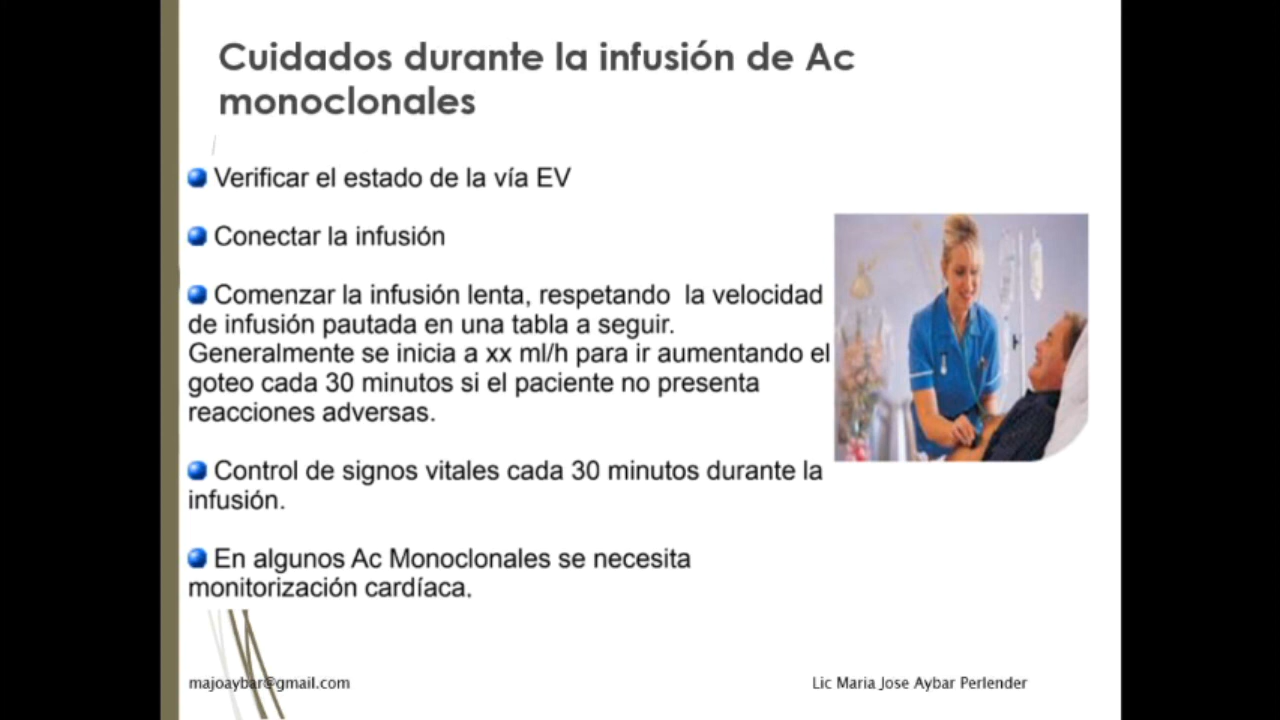 Cuidados durante la infusión de Ac
monoclonales
Verificar el estado de la vía EV
Conectar la infusión
Comenzar la infusión lenta, respetando  la velocidad
de infusión pautada en una tabla a seguir.
Generalmente se inicia a xx ml/h para ir aumentando el
goteo cada 30 minutos si el paciente no presenta
reacciones adversas.
Control de signos vitales cada 30 minutos durante la
infusión.
En algunos Ac Monoclonales se necesita
monitorización cardíaca.
majoaybar@gmail.com
Lic Maria Jose Aybar Perlender